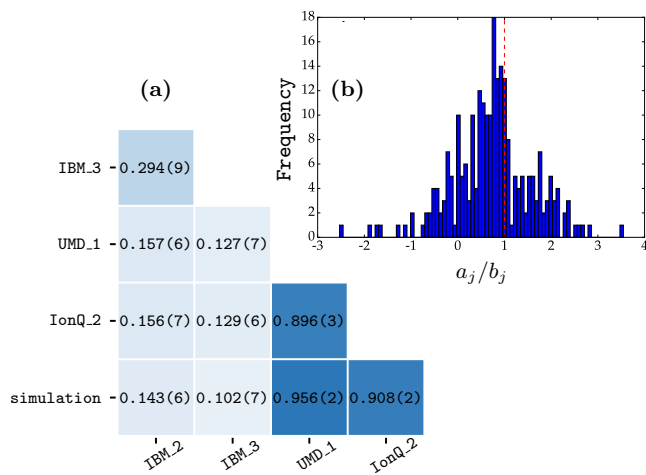 (a)
IBM_3
0.294(9)
UMD_1
0.157(6) 0.127(7)
IonQ_2
0.156(7) 0.129(6) 0.896(3)
simulation
0.143(6) 0.102(7) 0.956(2) 0.908(2)
IBM_2 IBM_3 UMD_1 IonQ_2
(b)
Frequency
18
16
14
12
10
8
6
4
2
0
-3 -2 -1 0 1 2 3 4
a_j/b_j